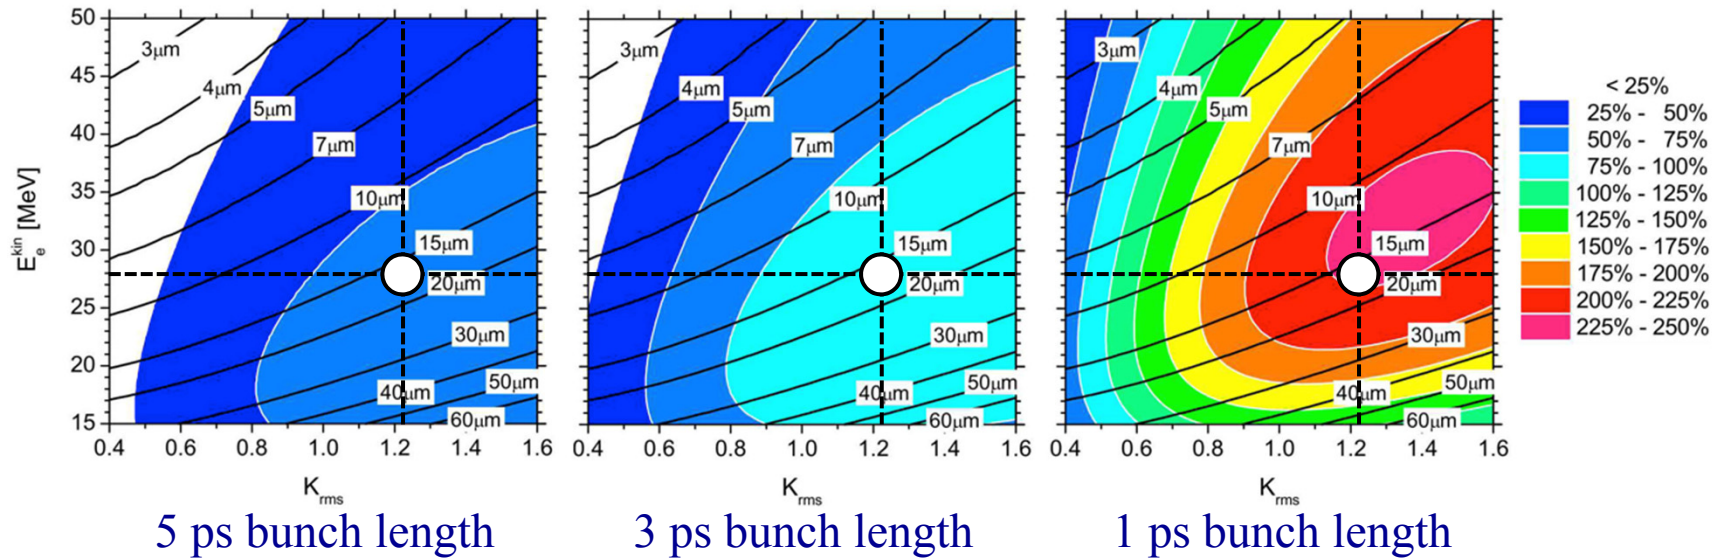 50
45
40
35
30
25
20
15
E_e^kin [MeV]
3μm
4μm
5μm
7μm
10μm
15μm
20μm
30μm
40μm
50μm
60μm
0.4 0.6 0.8 1.0 1.2 1.4 1.6
K_rms
5 ps bunch length
3μm
4μm
5μm
7μm
10μm
15μm
20μm
30μm
40μm
50μm
60μm
0.4 0.6 0.8 1.0 1.2 1.4 1.6
K_rms
3 ps bunch length
3μm
4μm
5μm
7μm
10μm
15μm
20μm
30μm
40μm
50μm
60μm
0.4 0.6 0.8 1.0 1.2 1.4 1.6
K_rms
1 ps bunch length
< 25%
25% - 50%
50% - 75%
75% - 100%
100% - 125%
125% - 150%
150% - 175%
175% - 200%
200% - 225%
225% - 250%